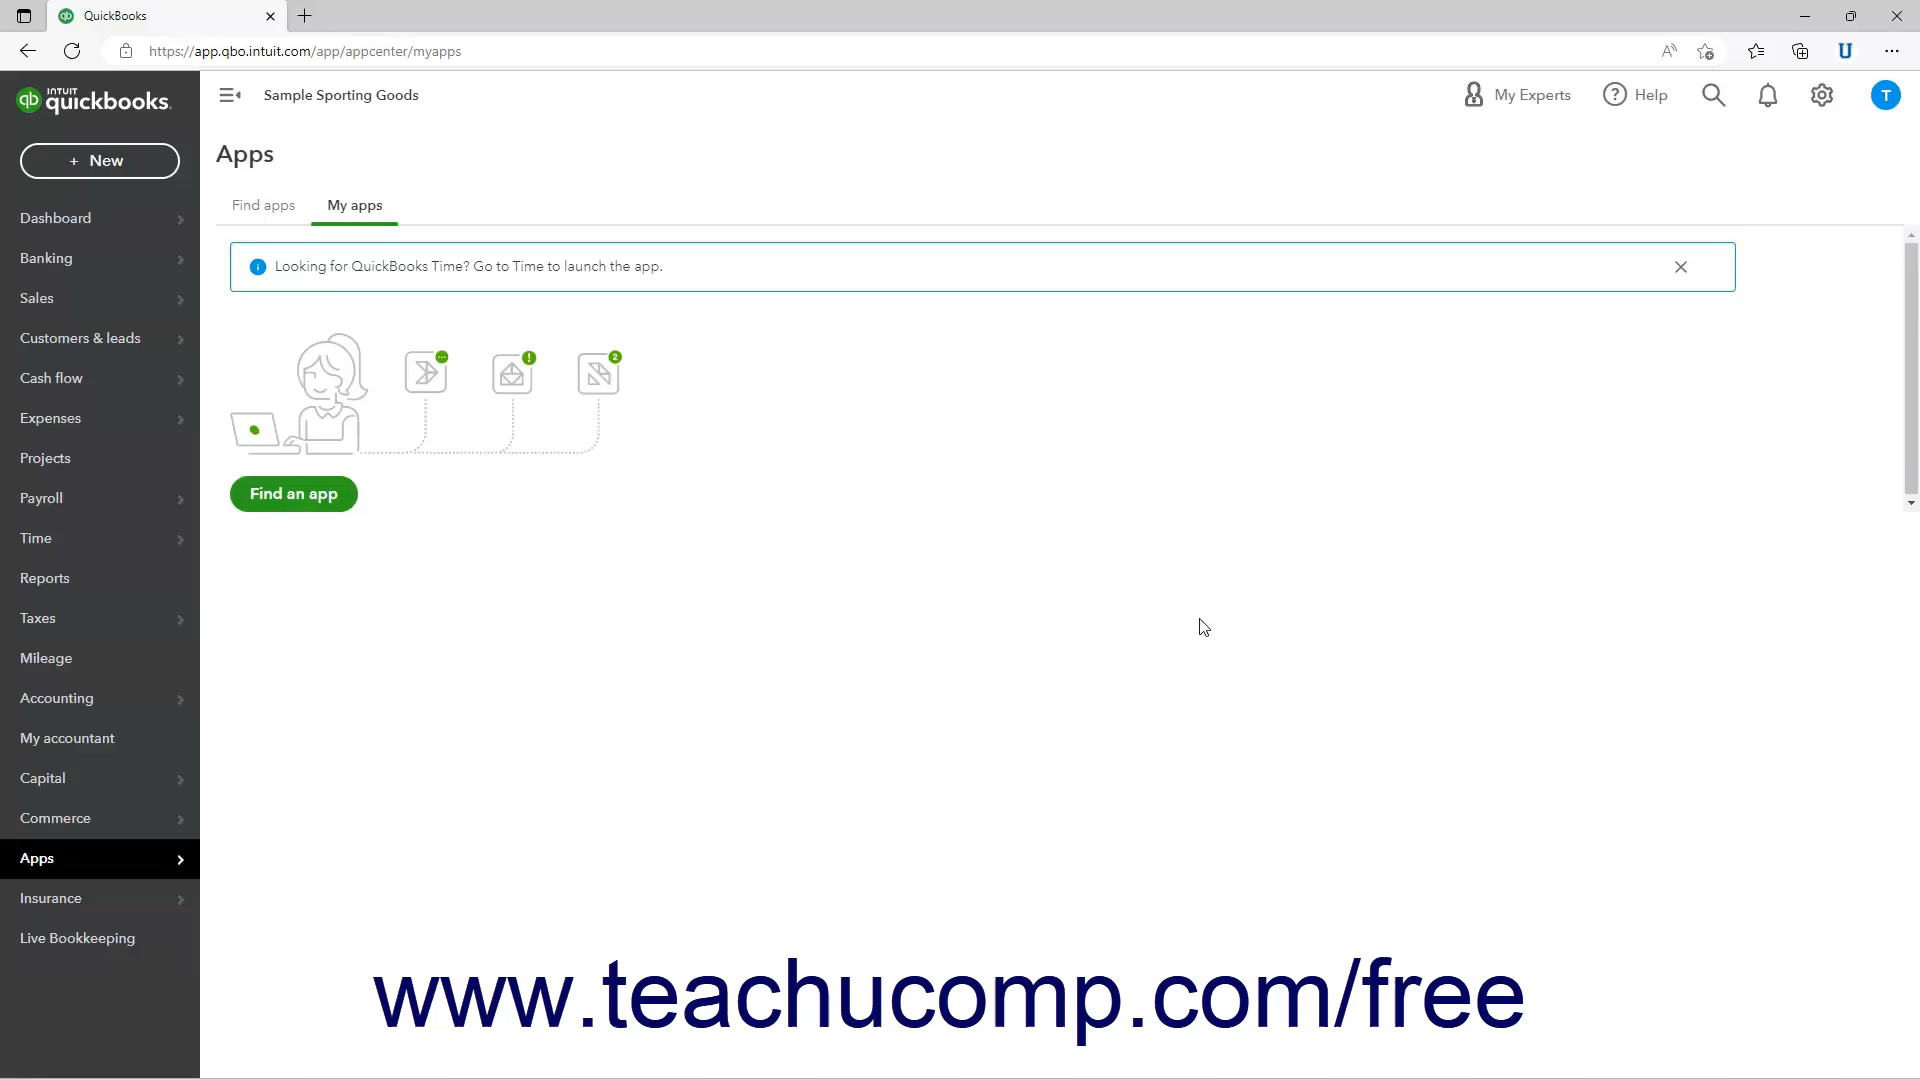 QuickBooks
https://app.qbo.intuit.com/app/appcenter/myapps
U
INTUIT
quickbooks.
Sample Sporting Goods
My Experts
? Help
T
+ New
Apps
Find apps
My apps
i Looking for QuickBooks Time? Go to Time to launch the app.
! 2
Find an app
Dashboard
Banking
Sales
Customers & leads
Cash flow
Expenses
Projects
Payroll
Time
Reports
Taxes
Mileage
Accounting
My accountant
Capital
Commerce
Apps
Insurance
Live Bookkeeping
www.teachucomp.com/free